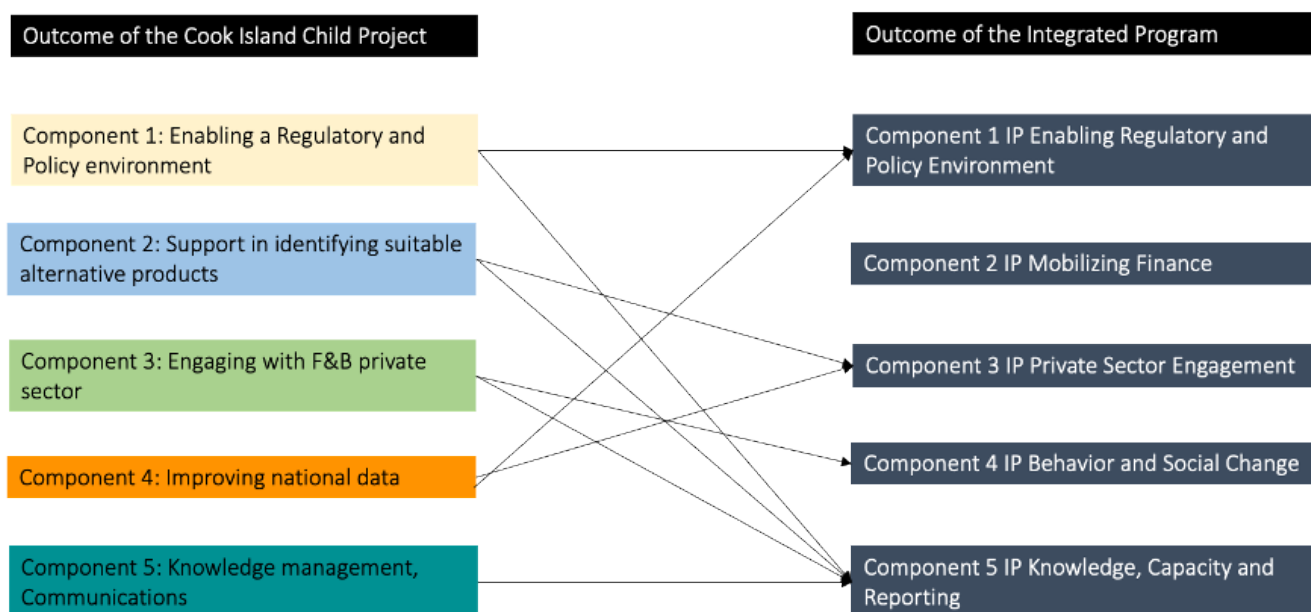 Outcome of the Cook Island Child Project
Outcome of the Integrated Program
Component 1: Enabling a Regulatory and
Policy environment
Component 1 IP Enabling Regulatory and
Policy Environment
Component 2: Support in identifying suitable
alternative products
Component 2 IP Mobilizing Finance
Component 3: Engaging with F&B private
sector
Component 3 IP Private Sector Engagement
Component 4: Improving national data
Component 4 IP Behavior and Social Change
Component 5: Knowledge management,
Communications
Component 5 IP Knowledge, Capacity and
Reporting